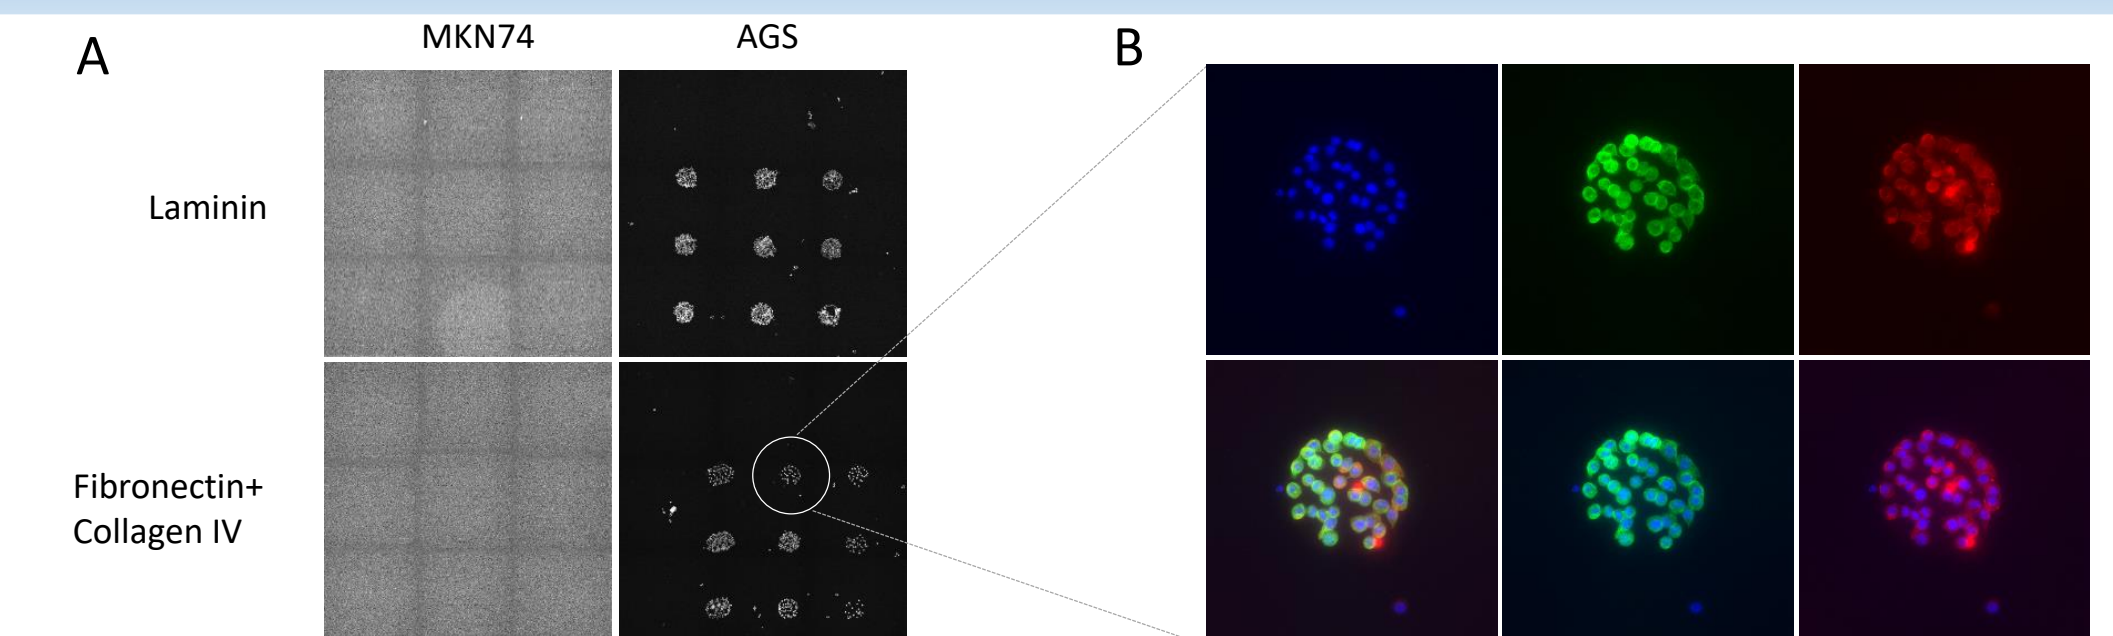 A
MKN74
AGS
B
Laminin
Fibronectin+
Collagen IV